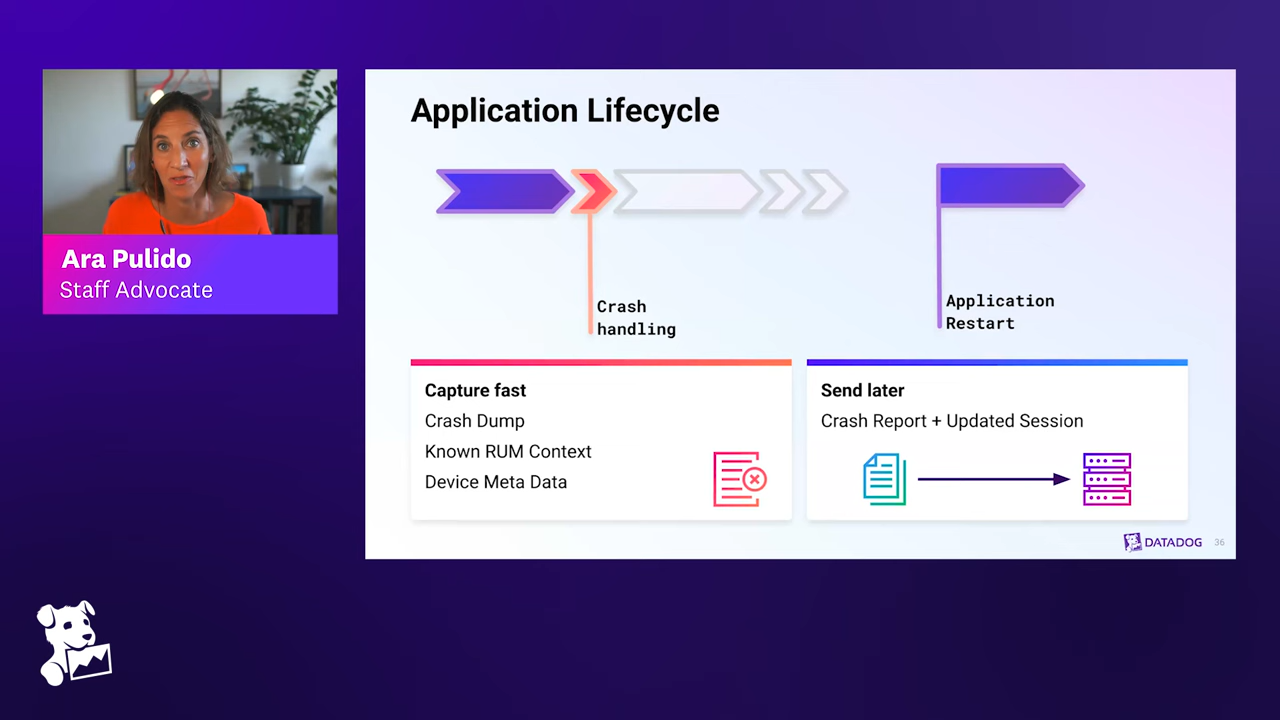 Application Lifecycle
Ara Pulido
Staff Advocate
Crash
handling
Application
Restart
Capture fast
Crash Dump
Known RUM Context
Device Meta Data
Send later
Crash Report + Updated Session
DATADOG
36